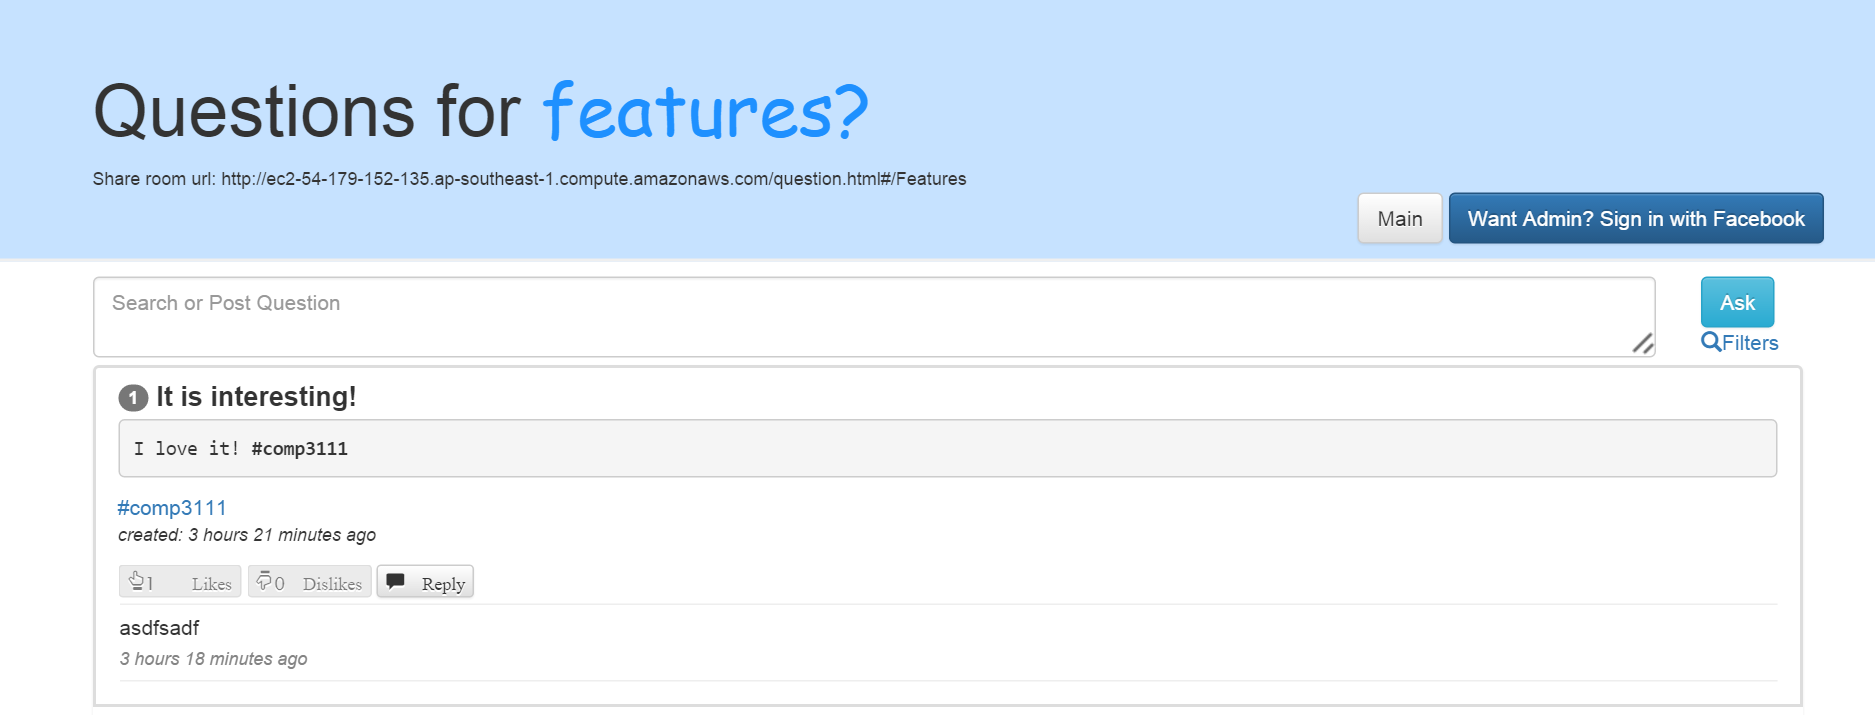 Questions for features?
Share room url: http://ec2-54-179-152-135.ap-southeast-1.compute.amazonaws.com/question.html#/Features
Main Want Admin? Sign in with Facebook
Search or Post Question
Ask
Filters
1 It is interesting!
I love it! #comp3111
#comp3111
created: 3 hours 21 minutes ago
1 Likes 0 Dislikes Reply
asdfsadf
3 hours 18 minutes ago